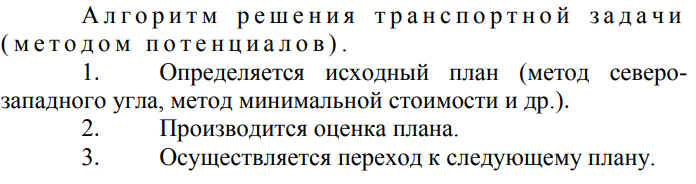 Алгоритм решения транспортной задачи
(методом потенциалов).
1. Определяется исходный план (метод северо-
западного угла, метод минимальной стоимости и др.).
2. Производится оценка плана.
3. Осуществляется переход к следующему плану.